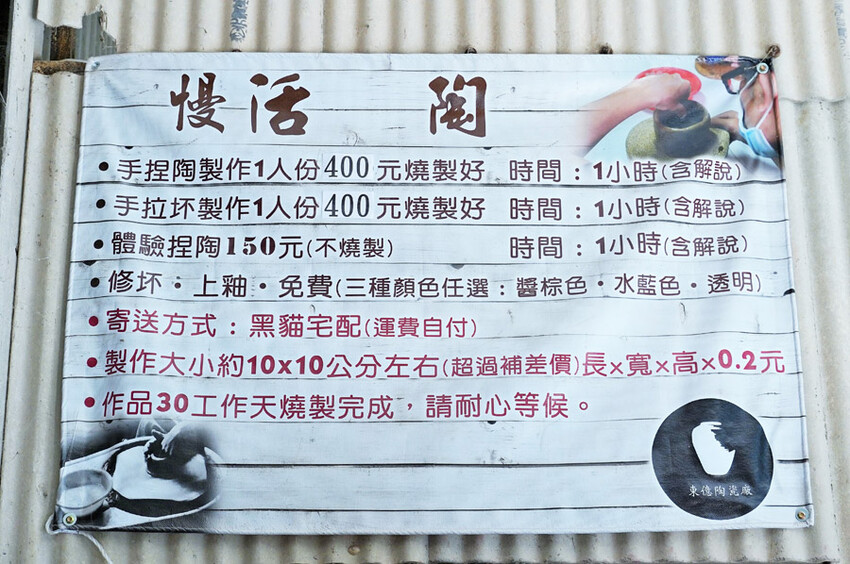 慢活 陶
• 手捏陶製作1人份400元燒製好 時間：1小時(含解說)
• 手拉坏製作1人份400元燒製好 時間：1小時(含解說)
• 體驗捏陶150元(不燒製) 時間：1小時(含解說)
• 修坏・上釉・免費(三種顏色任選：醬棕色・水藍色・透明)
• 寄送方式：黑貓宅配(運費自付)
• 製作大小約10x10公分左右(超過補差價)長×寬×高×0.2元
• 作品30工作天燒製完成，請耐心等候。
東億陶瓷廠